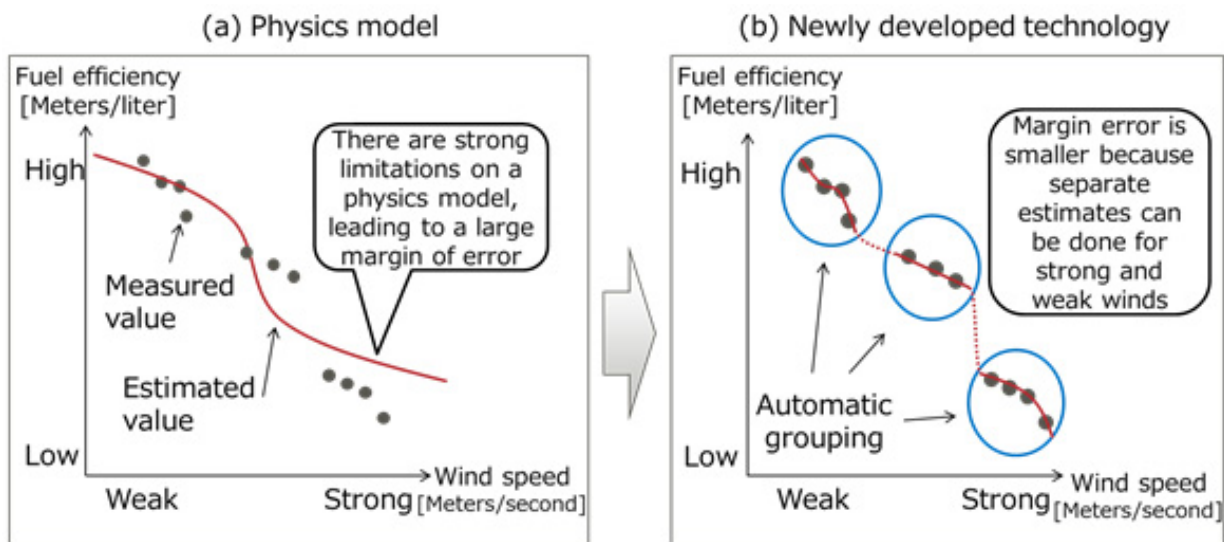 (a) Physics model
Fuel efficiency
[Meters/liter]
High
There are strong
limitations on a
physics model,
leading to a large
margin of error
Measured
value
Estimated
value
Low
Weak
Strong
Wind speed
[Meters/second]
(b) Newly developed technology
Fuel efficiency
[Meters/liter]
High
Margin error is
smaller because
separate
estimates can
be done for
strong and
weak winds
Automatic
grouping
Low
Weak
Strong
Wind speed
[Meters/second]